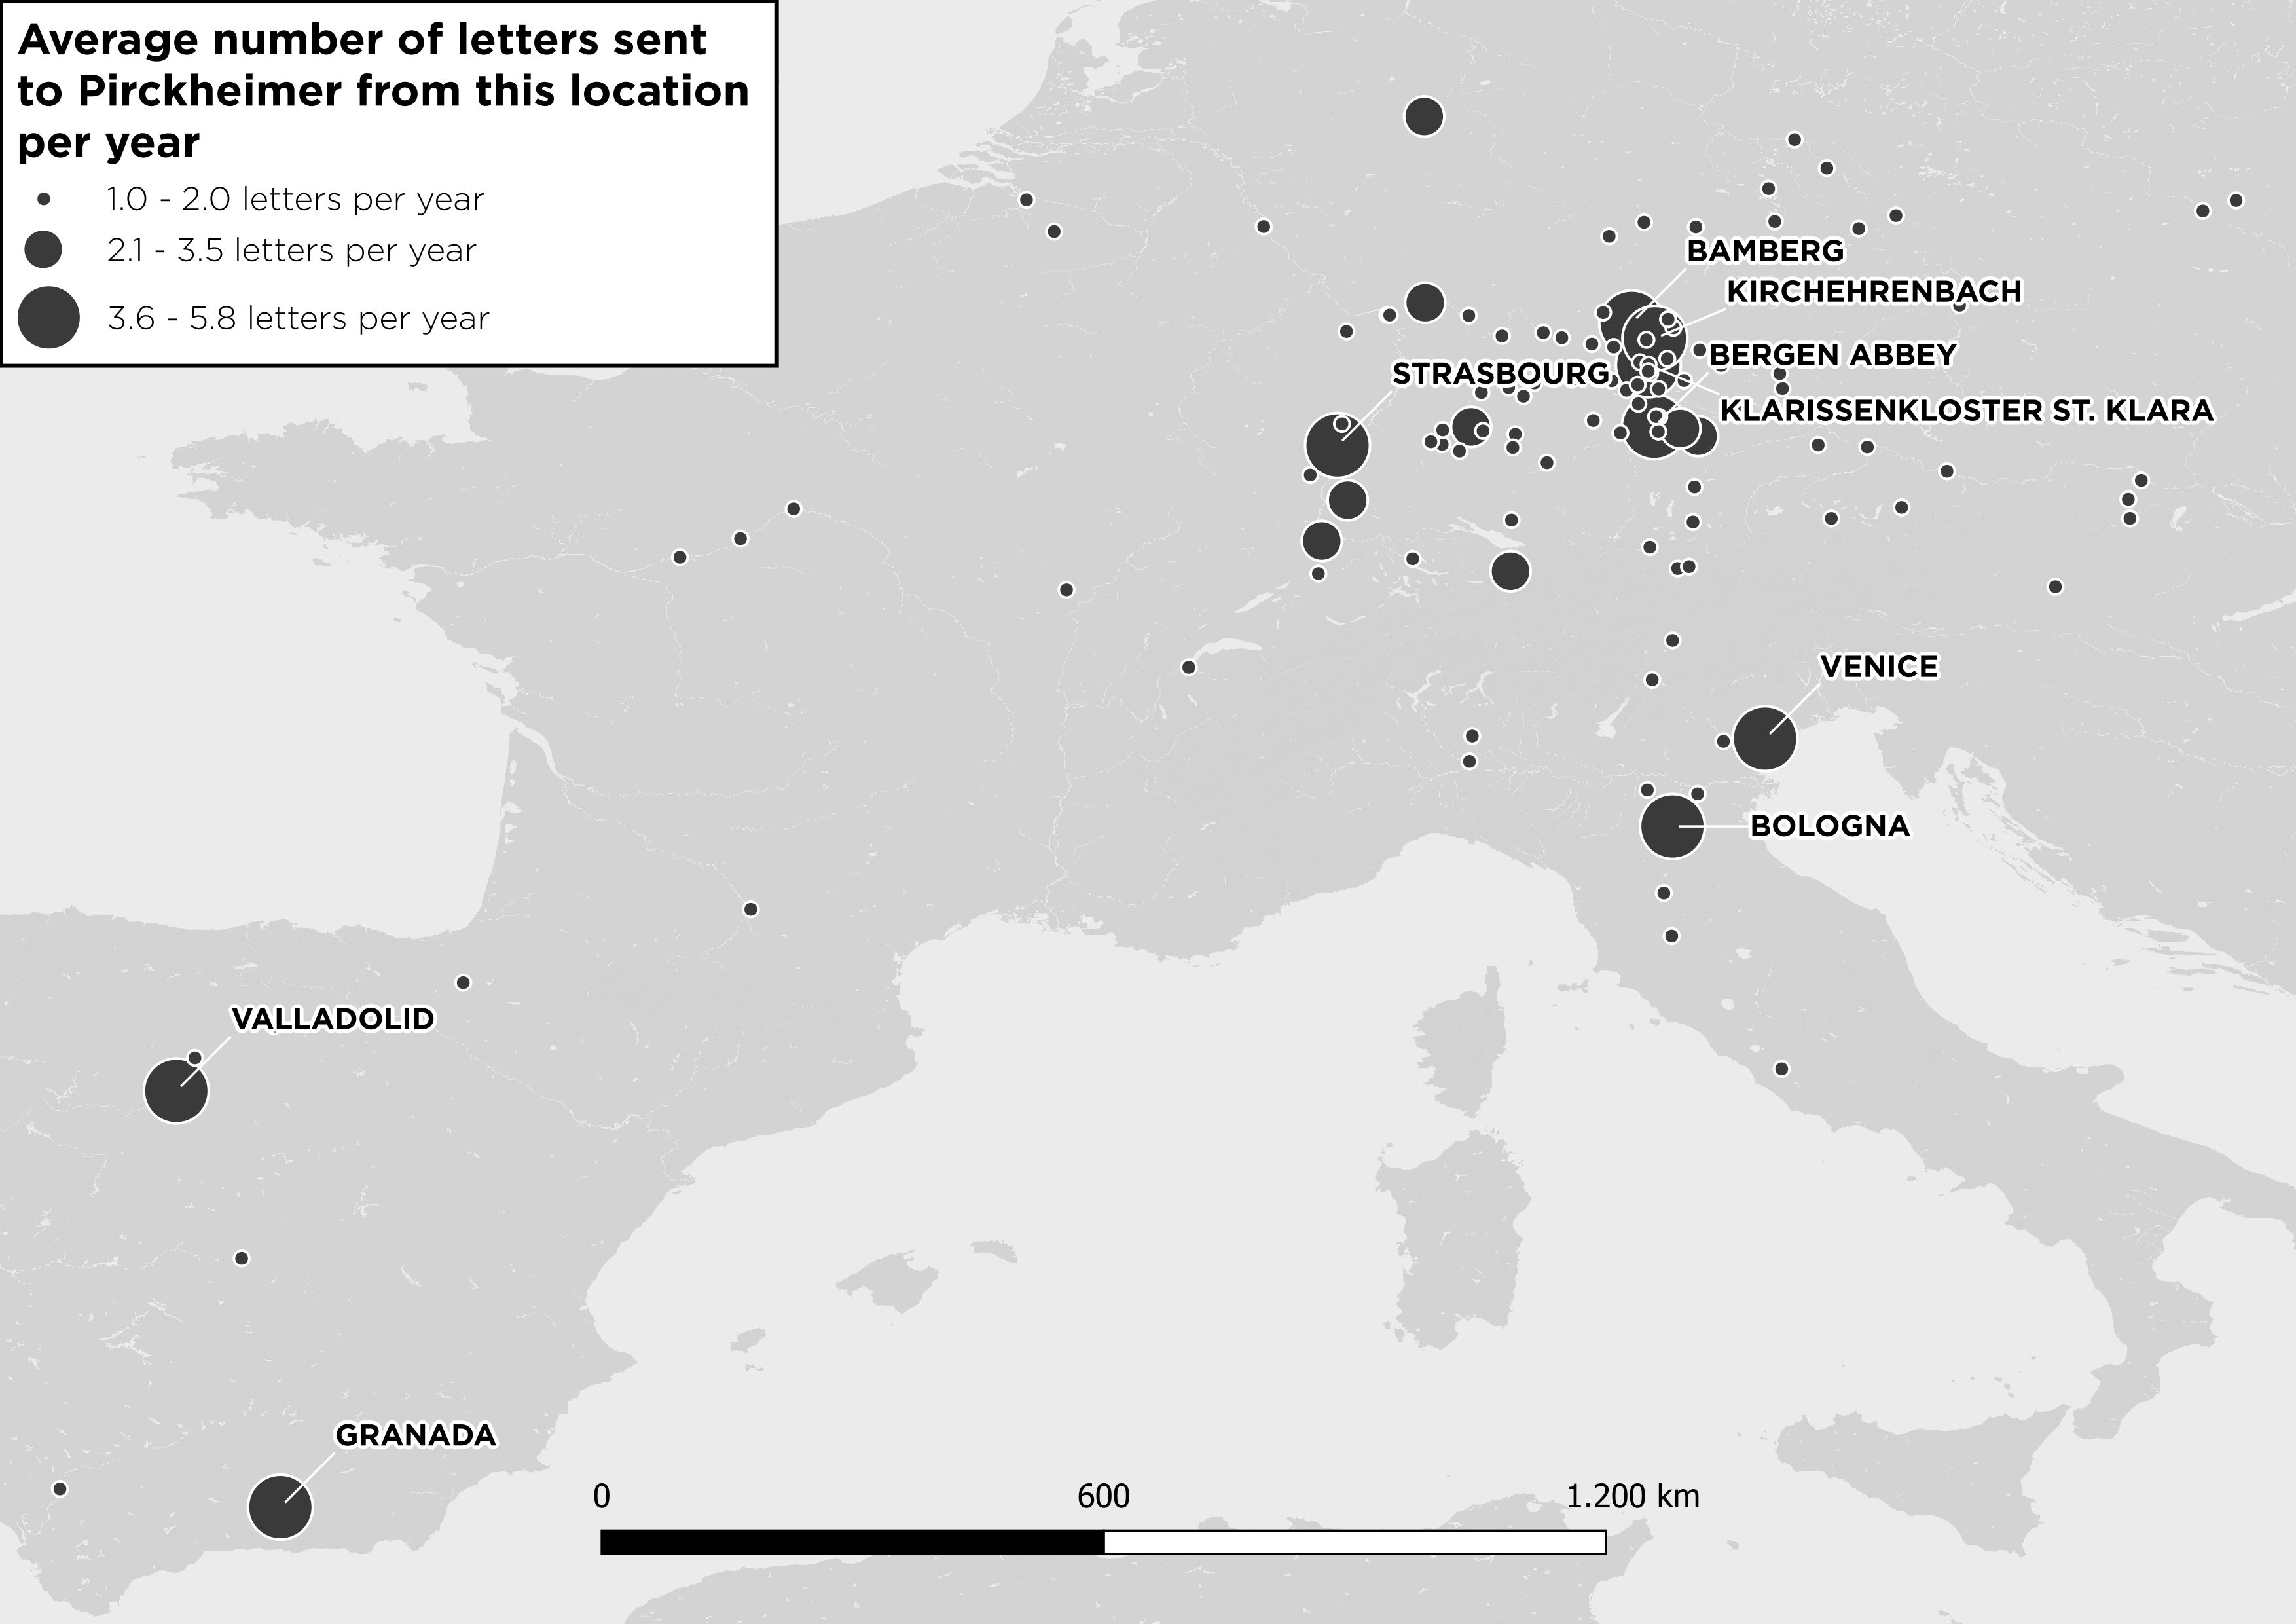 Average number of letters sent
to Pirckheimer from this location
per year
1.0 - 2.0 letters per year
2.1 - 3.5 letters per year
3.6 - 5.8 letters per year
BAMBERG
KIRCHEHRENBACH
BERGEN ABBEY
STRASBOURG
KLARISSENKLOSTER ST. KLARA
VENICE
BOLOGNA
VALLADOLID
GRANADA
0 600 1.200 km